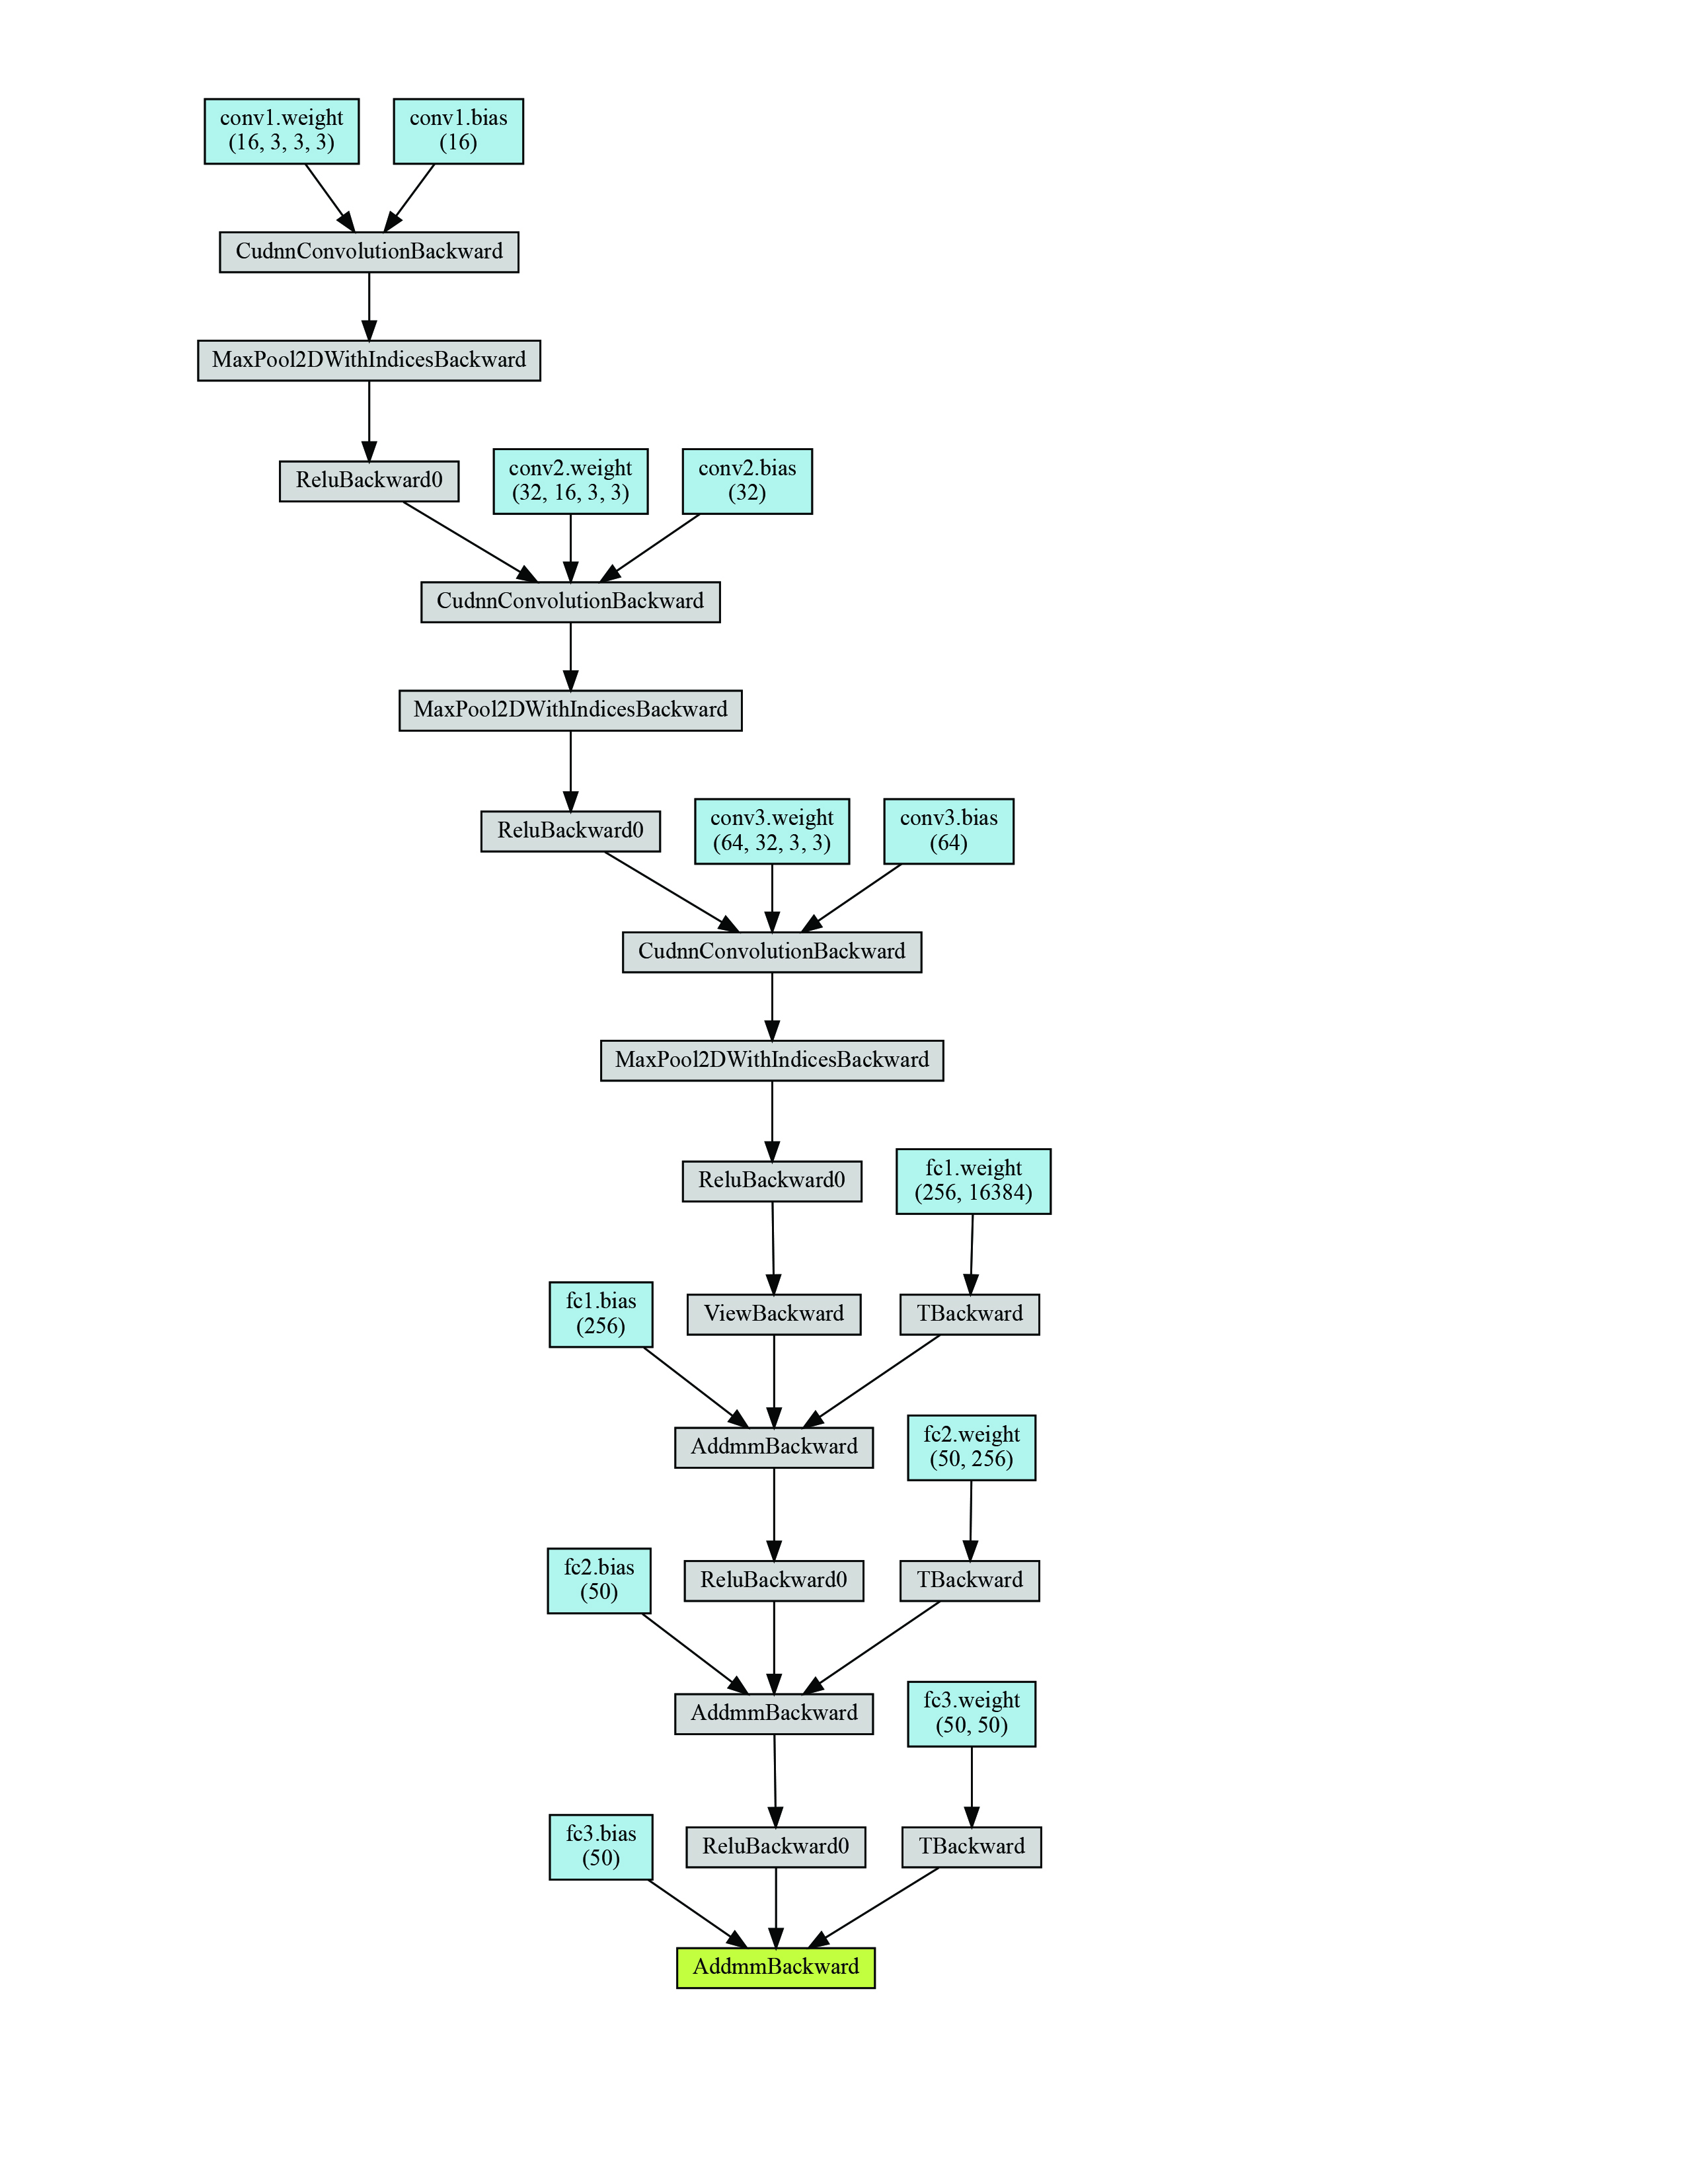 conv1.weight
(16, 3, 3, 3)
conv1.bias
(16)
CudnnConvolutionBackward
MaxPool2DWithIndicesBackward
ReluBackward0
conv2.weight
(32, 16, 3, 3)
conv2.bias
(32)
CudnnConvolutionBackward
MaxPool2DWithIndicesBackward
ReluBackward0
conv3.weight
(64, 32, 3, 3)
conv3.bias
(64)
CudnnConvolutionBackward
MaxPool2DWithIndicesBackward
ReluBackward0
fc1.weight
(256, 16384)
fc1.bias
(256)
ViewBackward
TBackward
AddmmBackward
fc2.weight
(50, 256)
fc2.bias
(50)
ReluBackward0
TBackward
AddmmBackward
fc3.weight
(50, 50)
fc3.bias
(50)
ReluBackward0
TBackward
AddmmBackward